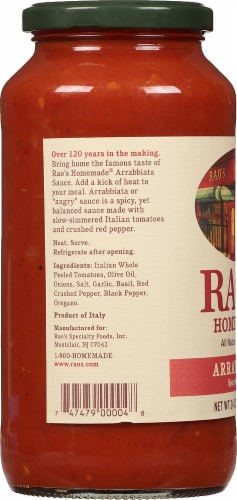 Over 120 years in the making.
Bring home the famous taste of
Rao's Homemade® Arrabbiata
Sauce. Add a kick of heat to
your meal. Arrabbiata or
"angry" sauce is a spicy, yet
balanced sauce made with
slow-simmered Italian tomatoes
and crushed red pepper.
Heat. Serve.
Refrigerate after opening.
Ingredients: Italian Whole
Peeled Tomatoes, Olive Oil,
Onions, Salt, Garlic, Basil, Red
Crushed Pepper, Black Pepper,
Oregano.
Product of Italy
Manufactured for:
Rao's Specialty Foods, Inc.
Montclair, NJ 07042
1-800-HOMEMADE
www.raos.com
7 47479 00004 8
RAO'S
RA
HOME
All Natu
ARRA
NET WT